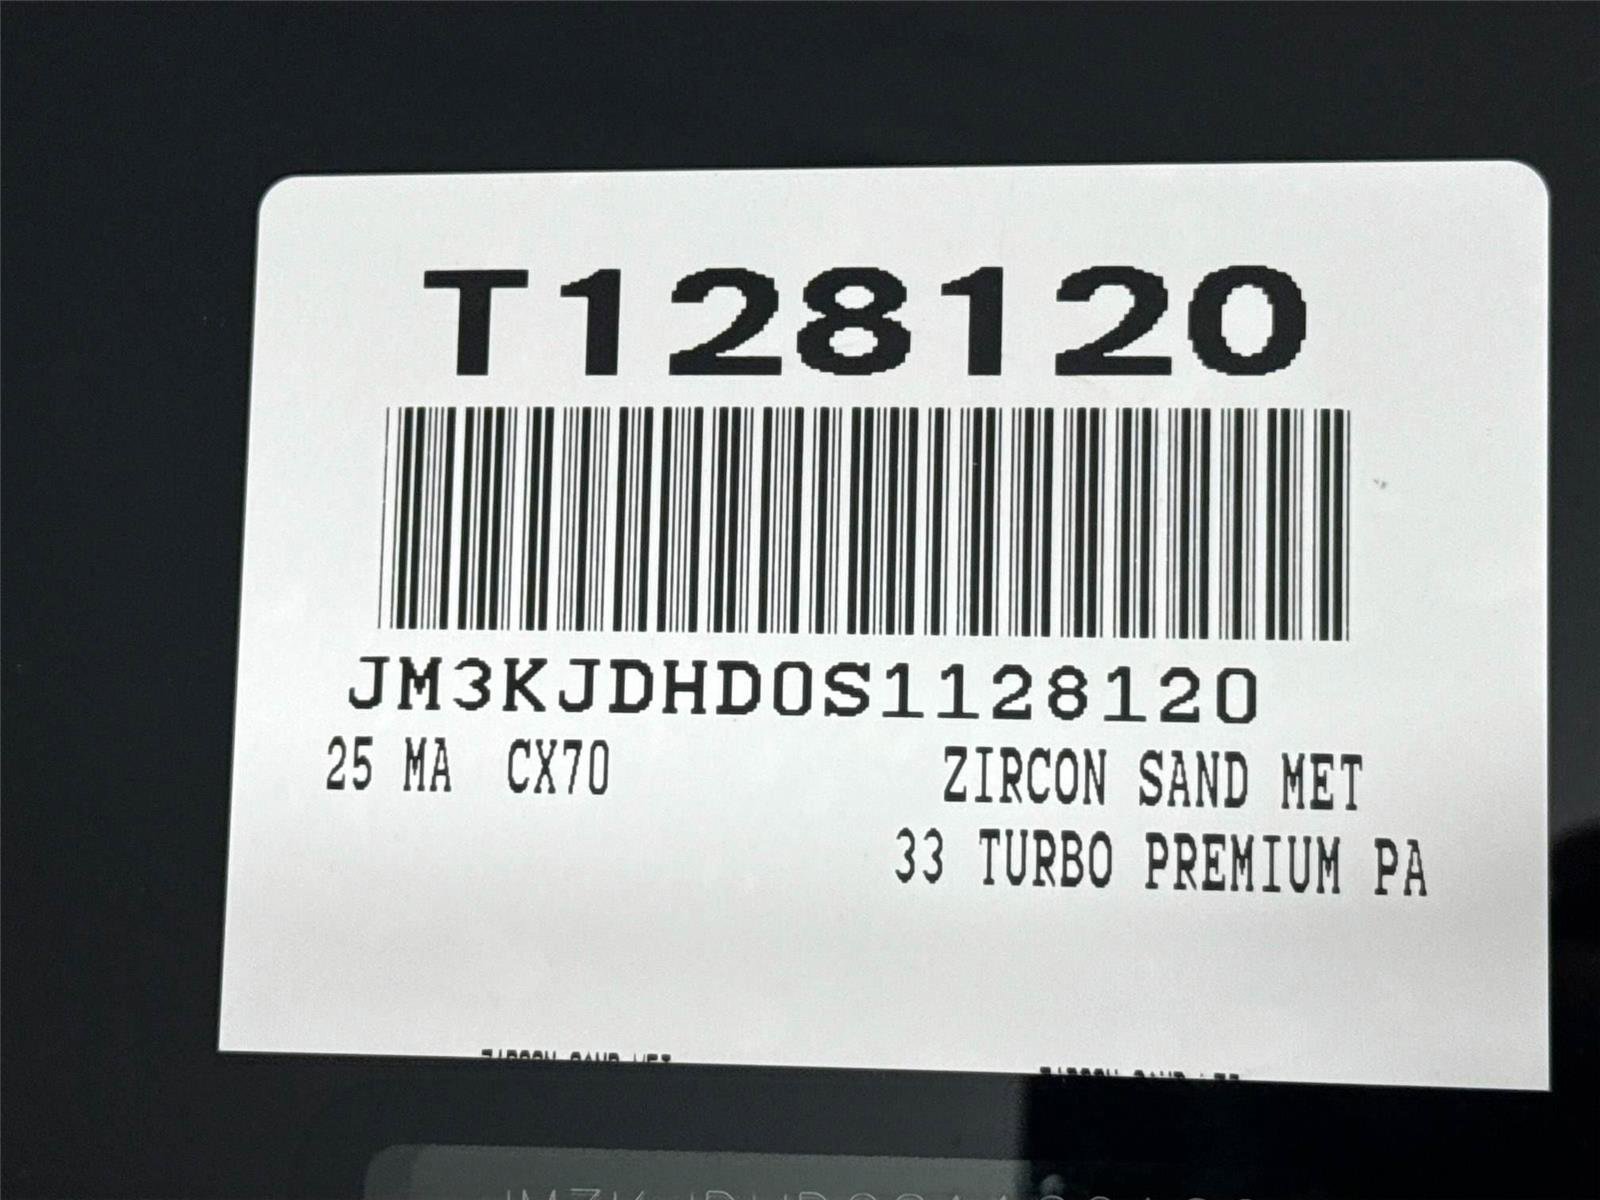 T128120
JM3KJDHD0S1128120
25 MA CX70
ZIRCON SAND MET
33 TURBO PREMIUM PA